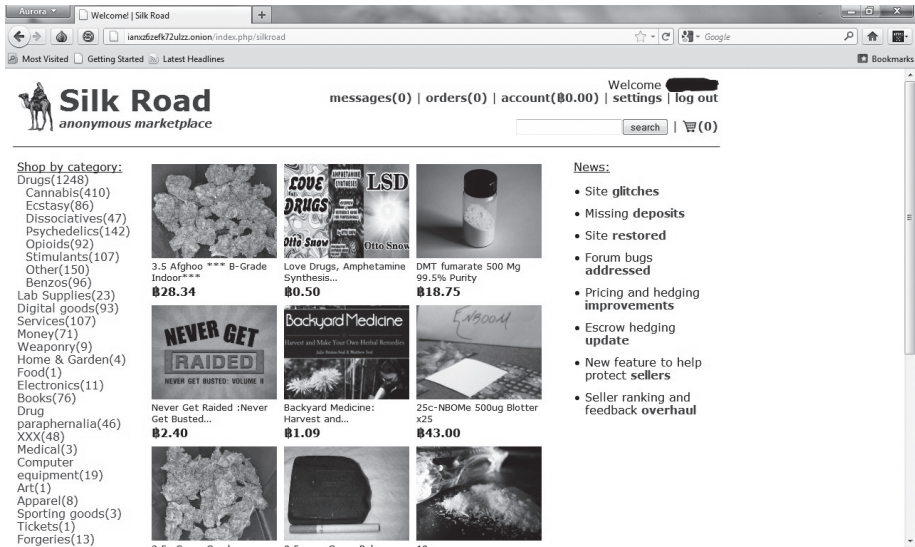 Aurora
Welcome! | Silk Road
ianxz6zefk72ulzz.onion/index.php/silkroad
Google
Most Visited
Getting Started
Latest Headlines
Bookmarks
Silk Road
anonymous marketplace
Welcome
messages(0) | orders(0) | account(฿0.00) | settings | log out
search | (0)
Shop by category:
Drugs(1248)
Cannabis(410)
Ecstasy(86)
Dissociatives(47)
Psychedelics(142)
Opioids(92)
Stimulants(107)
Other(150)
Benzos(96)
Lab Supplies(23)
Digital goods(93)
Services(107)
Money(71)
Weaponry(9)
Home & Garden(4)
Food(1)
Electronics(11)
Books(76)
Drug
paraphernalia(46)
XXX(48)
Medical(3)
Computer
equipment(19)
Art(1)
Apparel(8)
Sporting goods(3)
Tickets(1)
Forgeries(13)
LOVE
DRUGS
Otto Snow
AMPHETAMINE
SYNTHESES
LSD
Otto Snow
3.5 Afghoo *** B-Grade
Indoor***
฿28.34
Love Drugs, Amphetamine
Synthesis...
฿0.50
DMT fumarate 500 Mg
99.5% Purity
฿18.75
NEVER GET
RAIDED
NEVER GET BUSTED: VOLUME II
Backyard Medicine
Harvest and Make Your Own Herbal Remedies
Never Get Raided :Never
Get Busted...
฿2.40
Backyard Medicine:
Harvest and...
฿1.09
25c-NBOMe 500ug Blotter
x25
฿43.00
News:
Site glitches
Missing deposits
Site restored
Forum bugs
addressed
Pricing and hedging
improvements
Escrow hedging
update
New feature to help
protect sellers
Seller ranking and
feedback overhaul